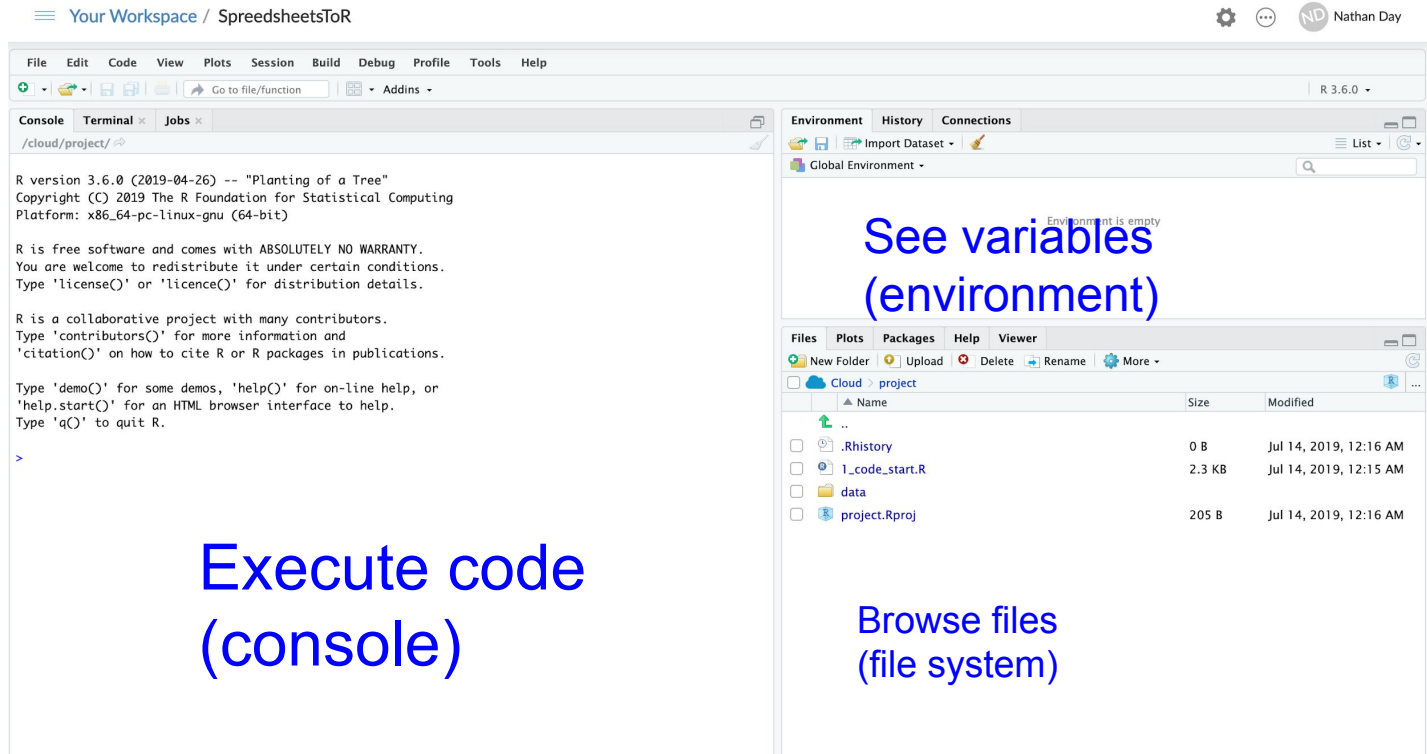 Your Workspace / SpreedsheetsToR
ND Nathan Day
File Edit Code View Plots Session Build Debug Profile Tools Help
Go to file/function Addins R 3.6.0
Console Terminal Jobs
/cloud/project/
R version 3.6.0 (2019-04-26) -- "Planting of a Tree"
Copyright (C) 2019 The R Foundation for Statistical Computing
Platform: x86_64-pc-linux-gnu (64-bit)
R is free software and comes with ABSOLUTELY NO WARRANTY.
You are welcome to redistribute it under certain conditions.
Type 'license()' or 'licence()' for distribution details.
R is a collaborative project with many contributors.
Type 'contributors()' for more information and
'citation()' on how to cite R or R packages in publications.
Type 'demo()' for some demos, 'help()' for on-line help, or
'help.start()' for an HTML browser interface to help.
Type 'q()' to quit R.
>
Execute code
(console)
Environment History Connections
Import Dataset List
Global Environment
Environment is empty
See variables
(environment)
Files Plots Packages Help Viewer
New Folder Upload Delete Rename More
Cloud > project ...
Name Size Modified
..
.Rhistory 0 B Jul 14, 2019, 12:16 AM
1_code_start.R 2.3 KB Jul 14, 2019, 12:15 AM
data
project.Rproj 205 B Jul 14, 2019, 12:16 AM
Browse files
(file system)